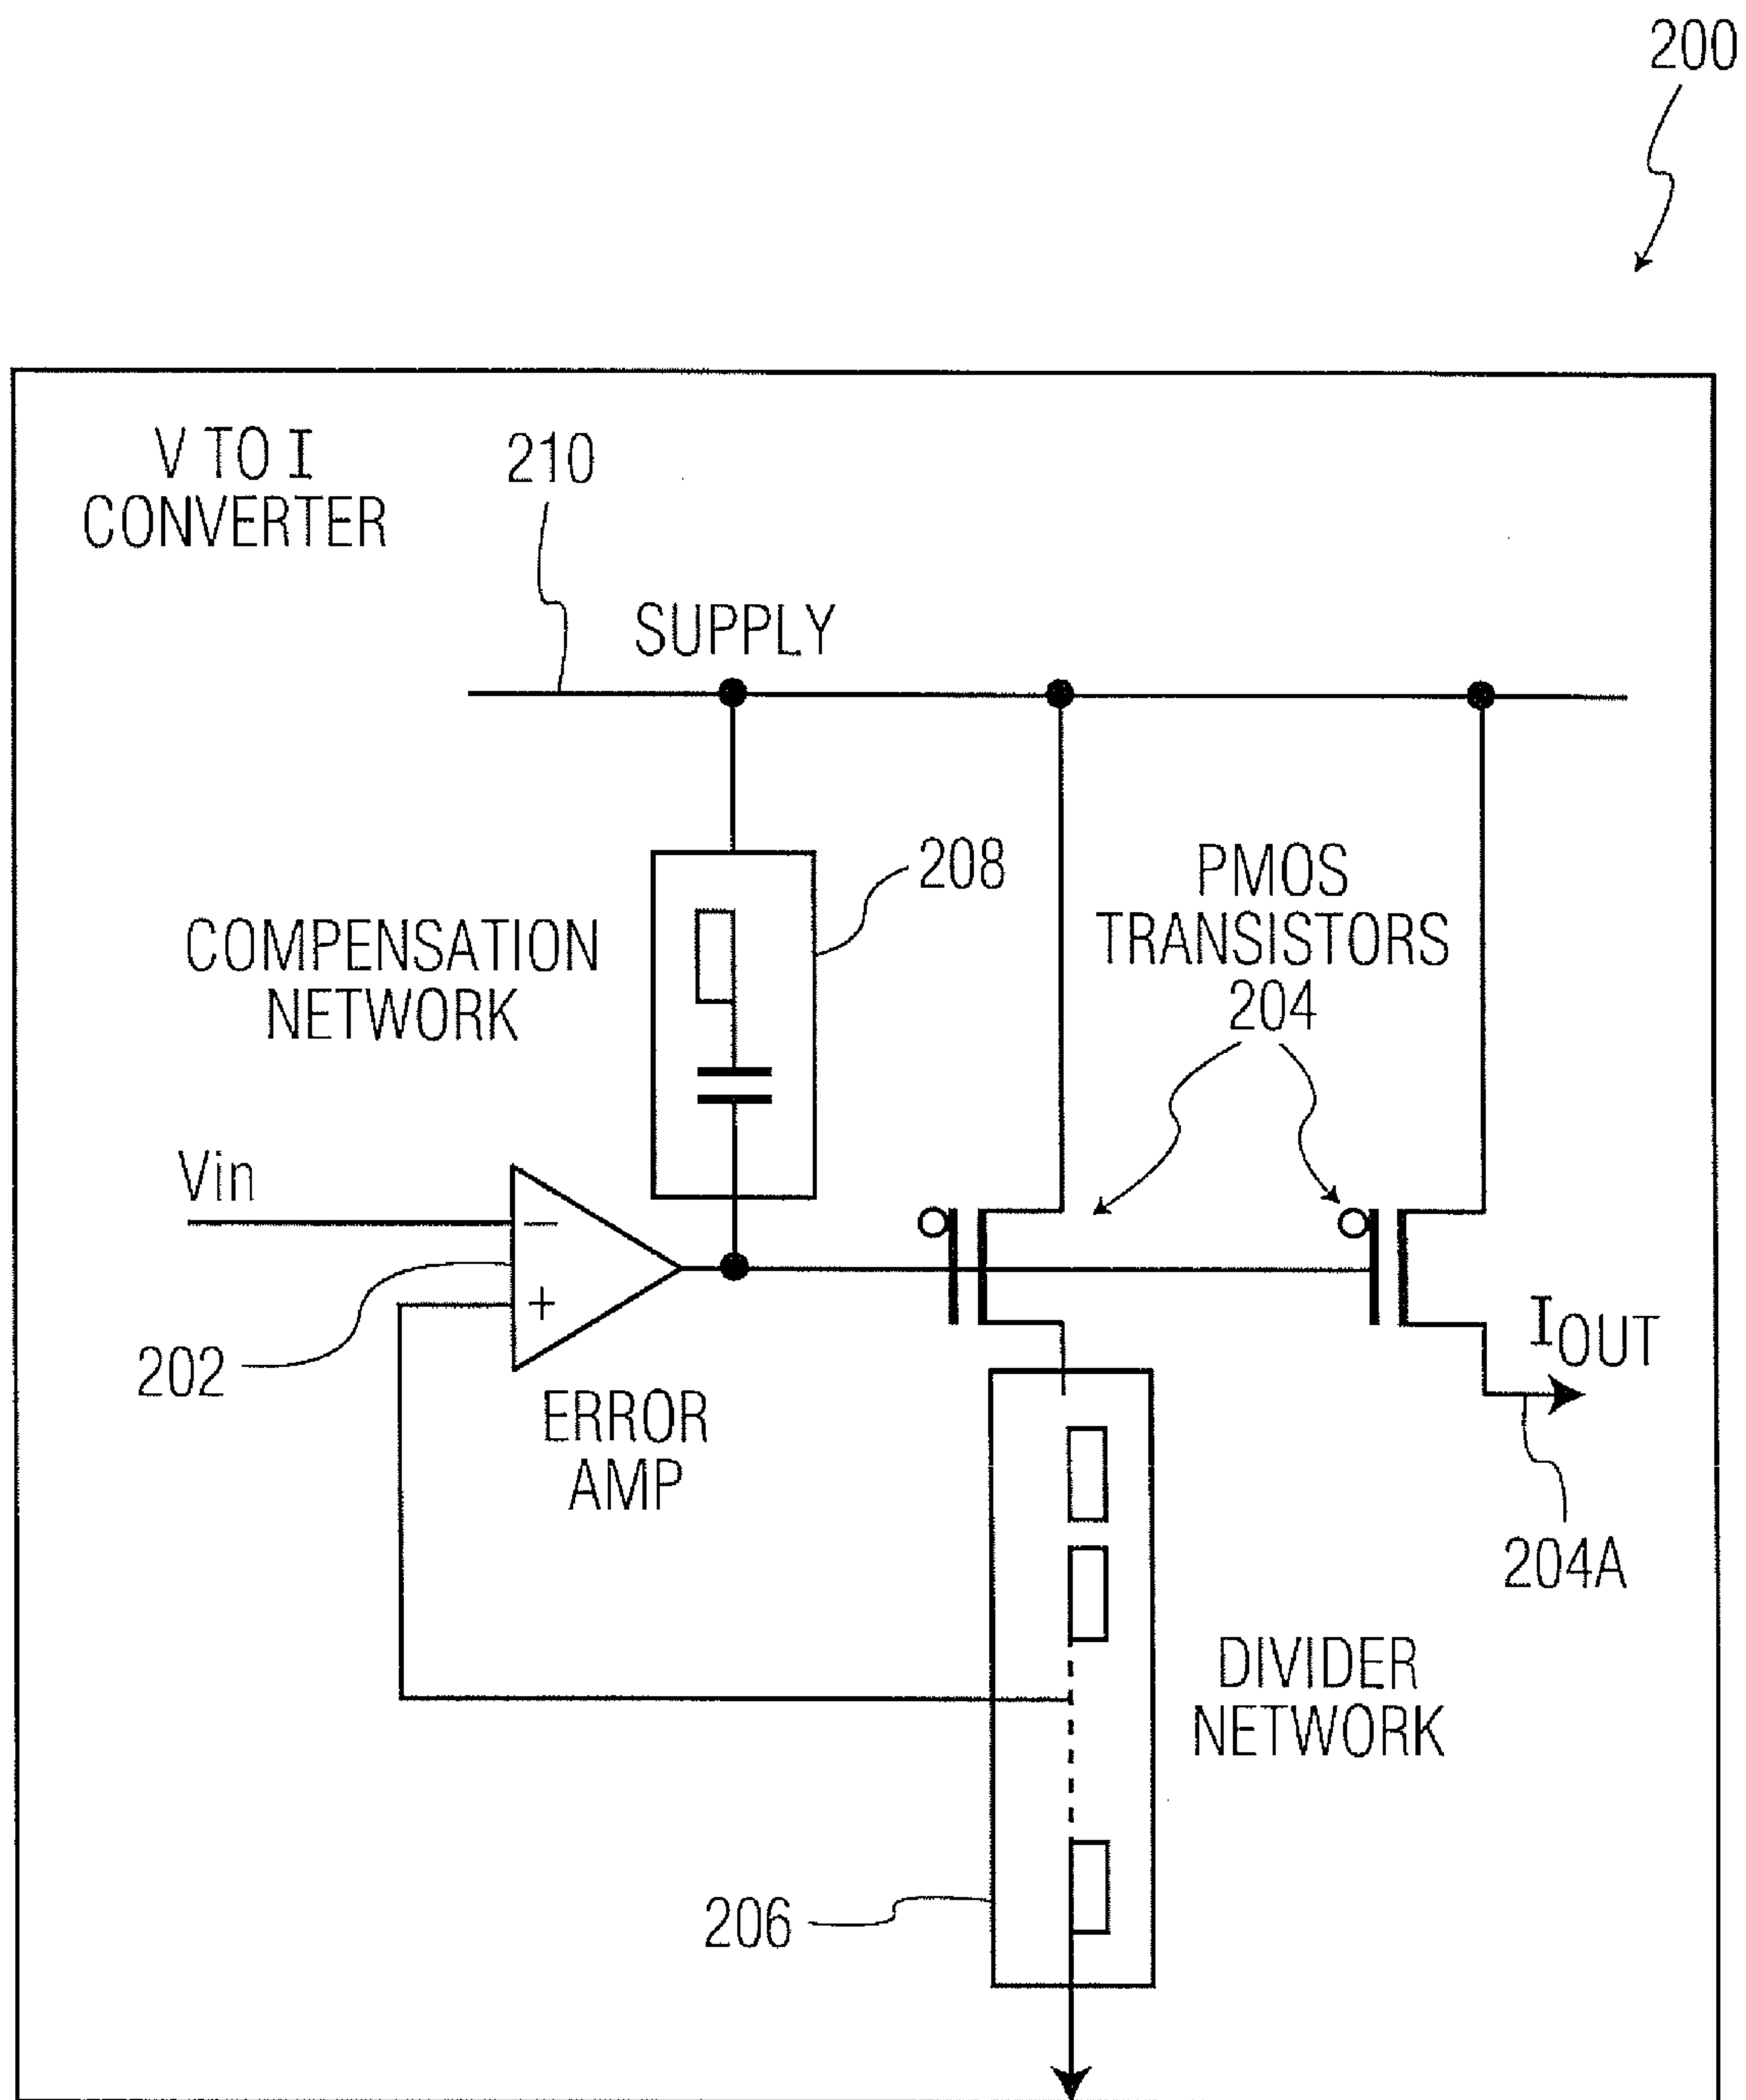 200
V TO I
CONVERTER
210
SUPPLY
208
PMOS
TRANSISTORS
204
COMPENSATION
NETWORK
Vin
−
+
202
ERROR
AMP
IOUT
204A
DIVIDER
NETWORK
206